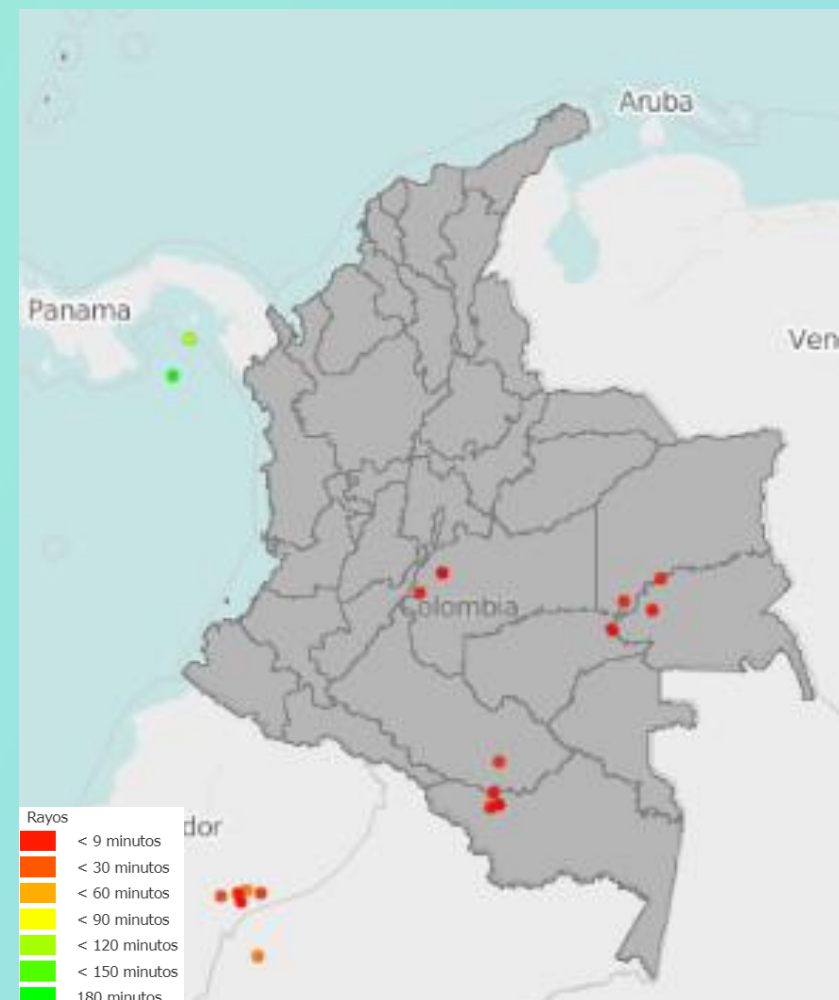 Aruba
Panama
Ven
Colombia
dor
Rayos
< 9 minutos
< 30 minutos
< 60 minutos
< 90 minutos
< 120 minutos
< 150 minutos
180 minutos